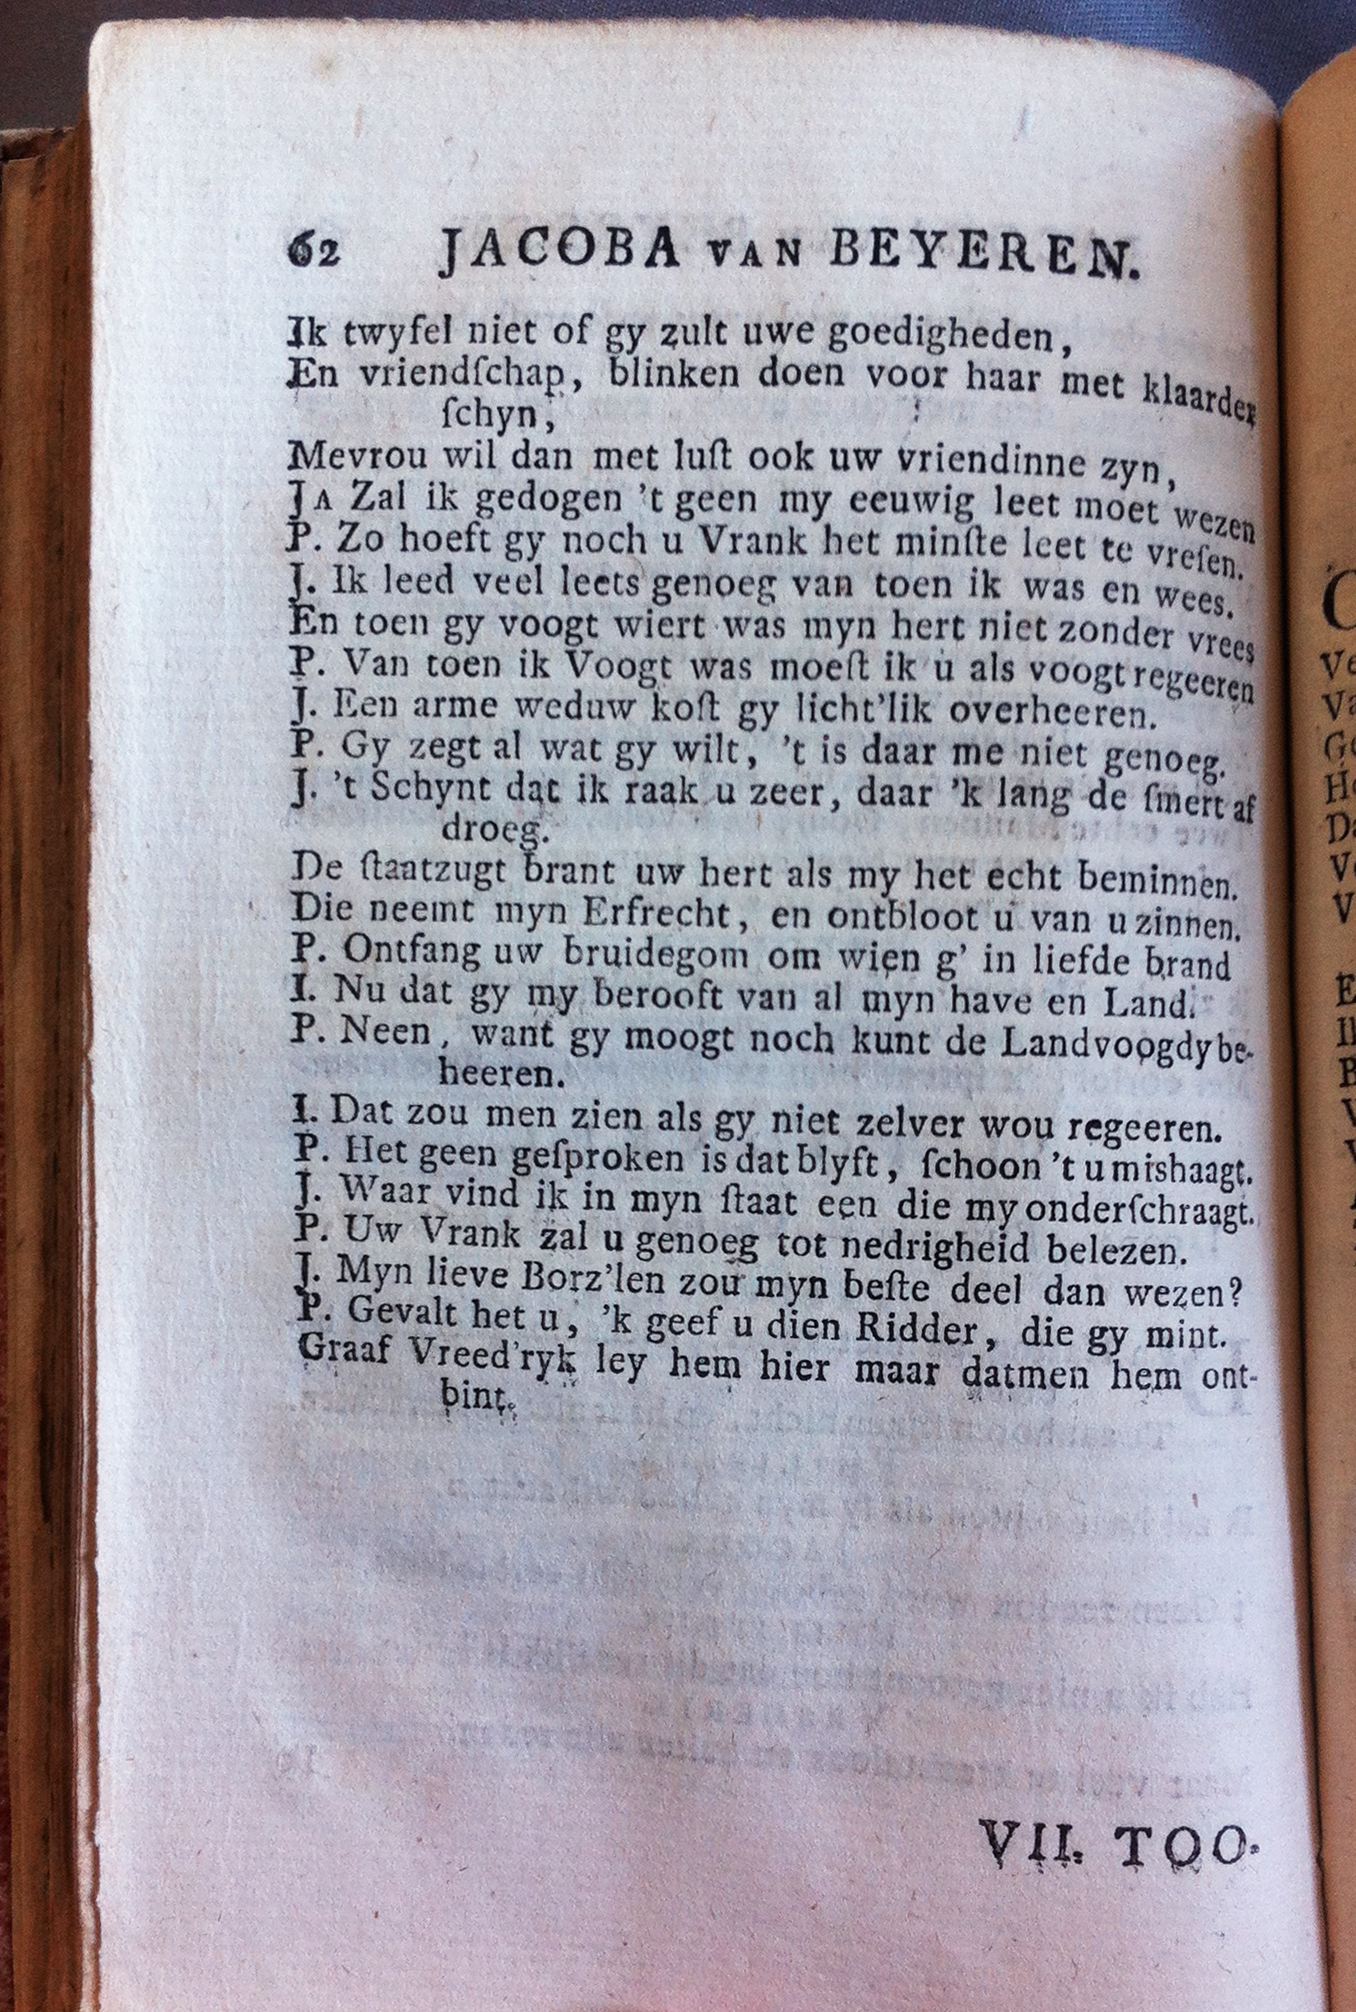 62 JACOBA VAN BEYEREN.
Ik twyfel niet of gy zult uwe goedigheden,
En vriendſchap, blinken doen voor haar met klaarder
ſchyn,
Mevrou wil dan met luſt ook uw vriendinne zyn,
JA Zal ik gedogen 't geen my eeuwig leet moet wezen
P. Zo hoeft gy noch u Vrank het minſte leet te vreſen.
J. Ik leed veel leets genoeg van toen ik was en wees.
En toen gy voogt wiert was myn hert niet zonder vrees
P. Van toen ik Voogt was moeſt ik u als voogt regeeren
J. Een arme weduw koſt gy licht'lik overheeren.
P. Gy zegt al wat gy wilt, 't is daar me niet genoeg.
J. 't Schynt dat ik raak u zeer, daar 'k lang de ſmert af
droeg.
De ſtaatzugt brant uw hert als my het echt beminnen.
Die neemt myn Erfrecht, en ontbloot u van u zinnen.
P. Ontfang uw bruidegom om wien g' in liefde brand
I. Nu dat gy my berooft van al myn have en Land.
P. Neen, want gy moogt noch kunt de Landvoogdy be-
heeren.
I. Dat zou men zien als gy niet zelver wou regeeren.
P. Het geen geſproken is dat blyft, ſchoon 't u mishaagt.
J. Waar vind ik in myn ſtaat een die my onderſchraagt.
P. Uw Vrank zal u genoeg tot nedrigheid belezen.
J. Myn lieve Borz'len zou myn beſte deel dan wezen?
P. Gevalt het u, 'k geef u dien Ridder, die gy mint.
Graaf Vreed'ryk ley hem hier maar datmen hem ont-
bint.
VII. TOO-